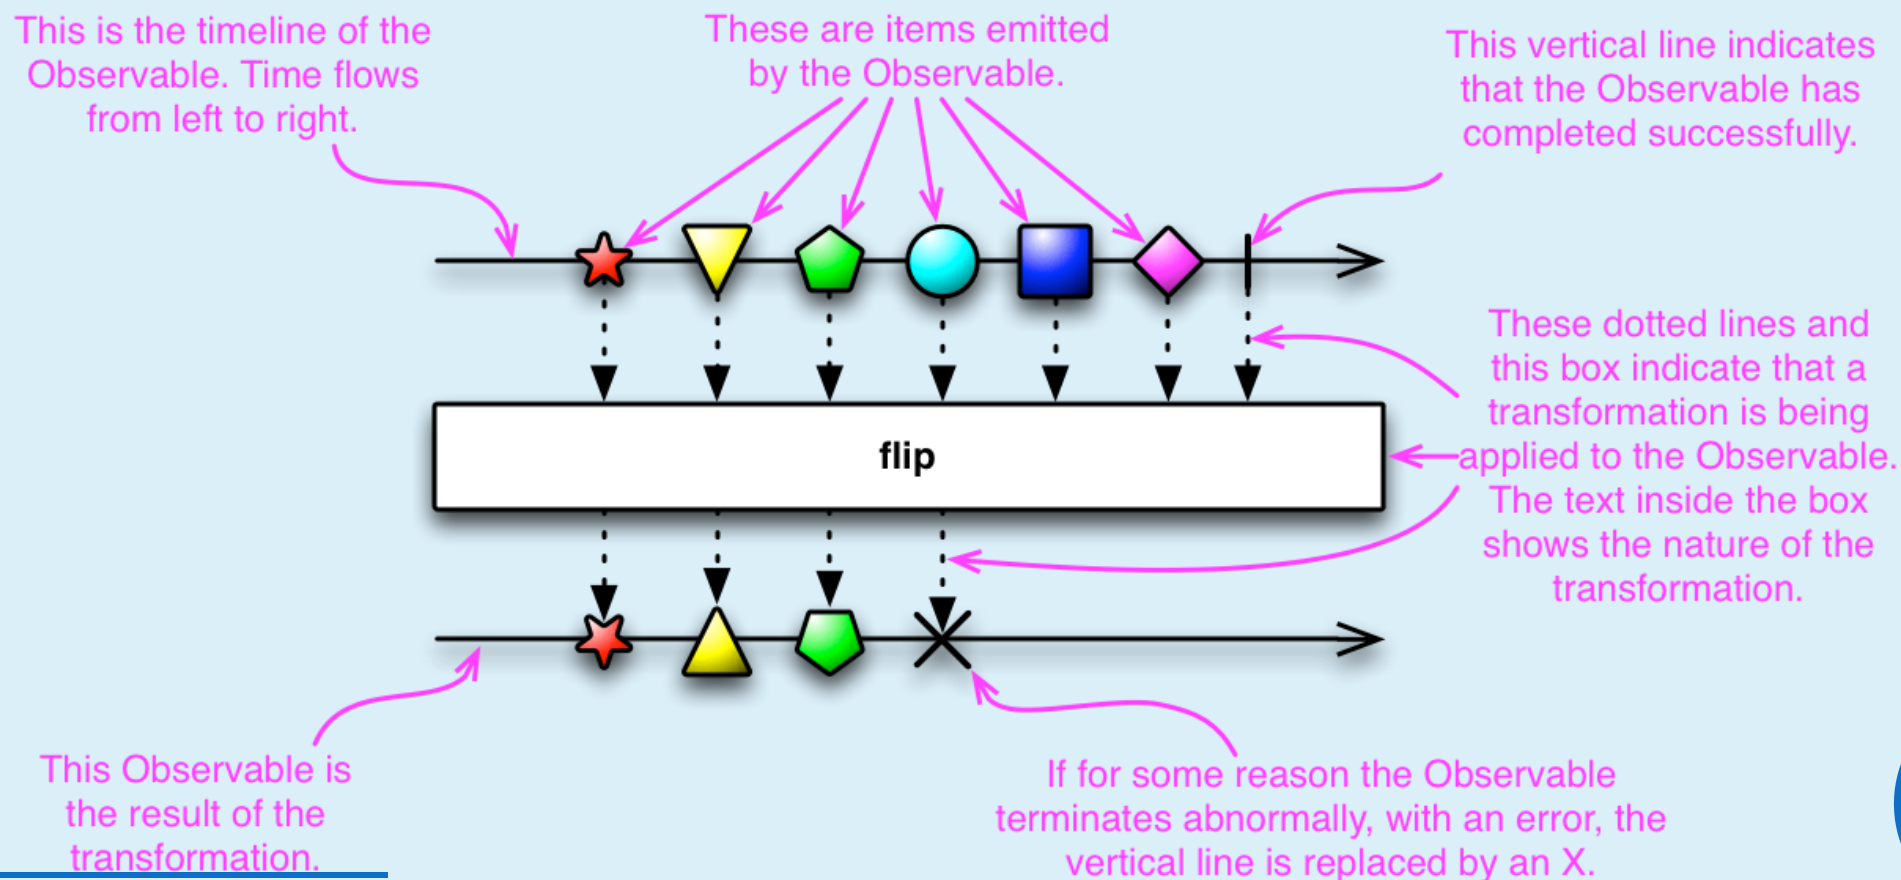 This is the timeline of the
Observable. Time flows
from left to right.
These are items emitted
by the Observable.
This vertical line indicates
that the Observable has
completed successfully.
These dotted lines and
this box indicate that a
transformation is being
applied to the Observable.
The text inside the box
shows the nature of the
transformation.
flip
This Observable is
the result of the
transformation.
If for some reason the Observable
terminates abnormally, with an error, the
vertical line is replaced by an X.